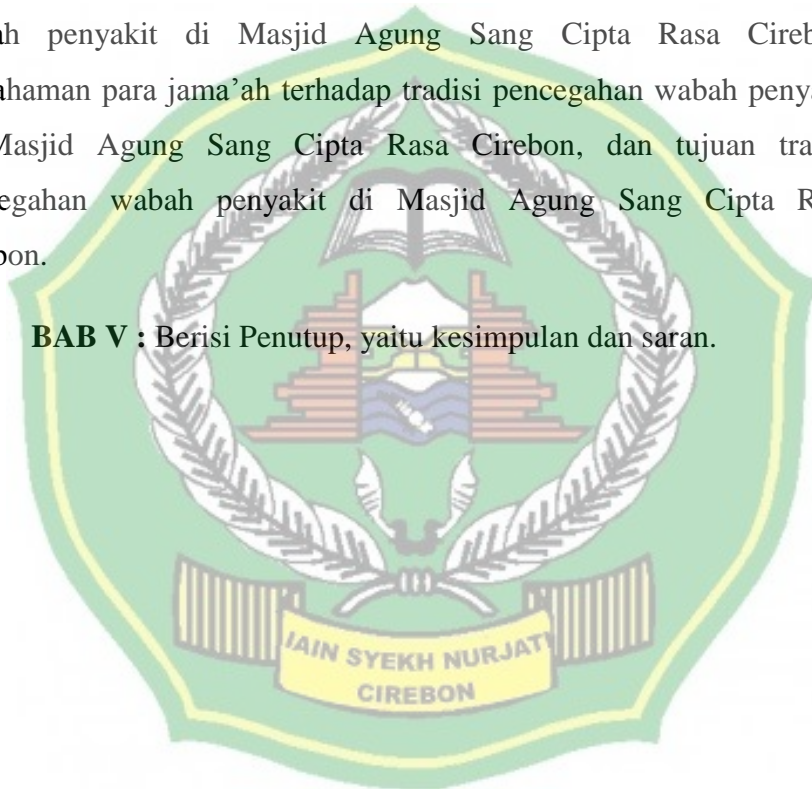 ah penyakit di Masjid Agung Sang Cipta Rasa Cireb
ahaman para jama’ah terhadap tradisi pencegahan wabah penya
Masjid Agung Sang Cipta Rasa Cirebon, dan tujuan tra
egahan wabah penyakit di Masjid Agung Sang Cipta R
bon.
BAB V : Berisi Penutup, yaitu kesimpulan dan saran.
IAIN SYEKH NURJATI
CIREBON